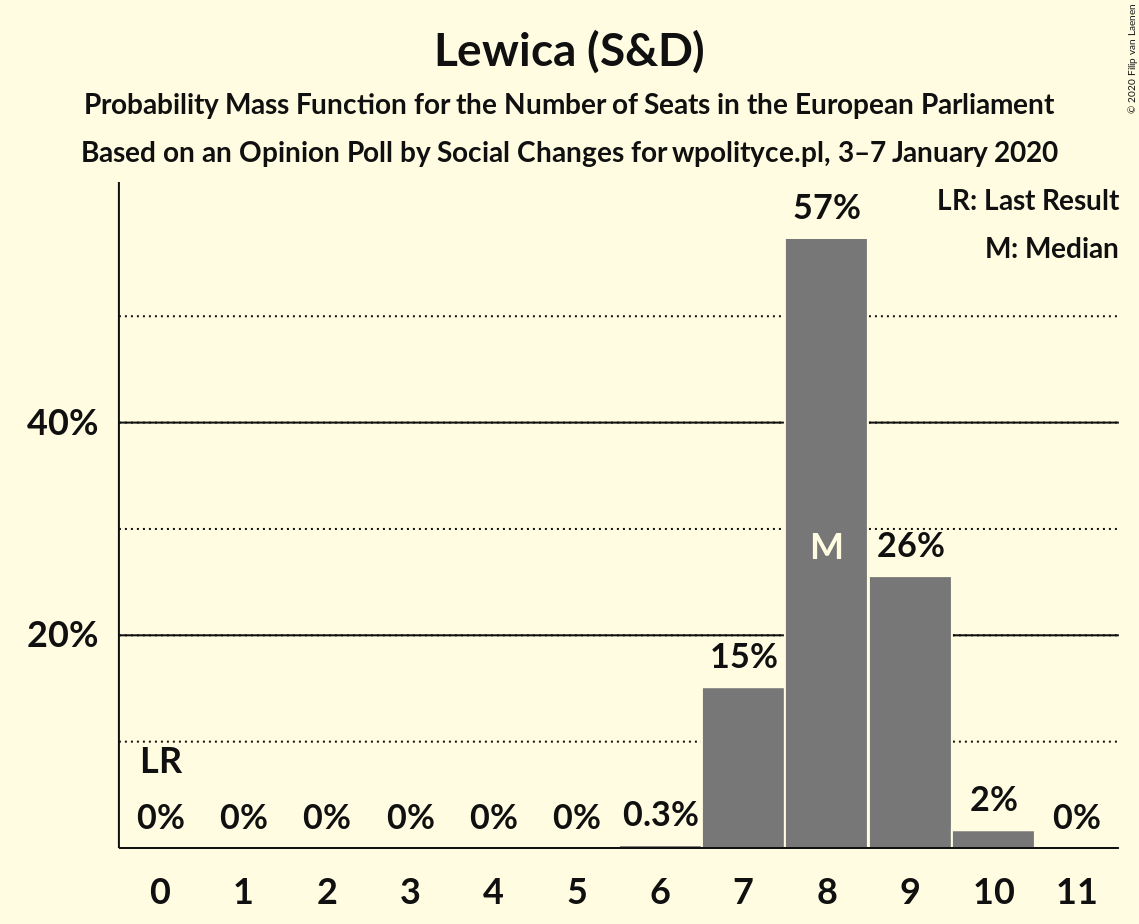 Lewica (S&D)
Probability Mass Function for the Number of Seats in the European Parliament
Based on an Opinion Poll by Social Changes for wpolityce.pl, 3–7 January 2020
© 2020 Filip van Laenen
LR: Last Result
M: Median
57%
40%
M
26%
20%
15%
LR
0% 0% 0% 0% 0% 0% 0.3% 2% 0%
0 1 2 3 4 5 6 7 8 9 10 11